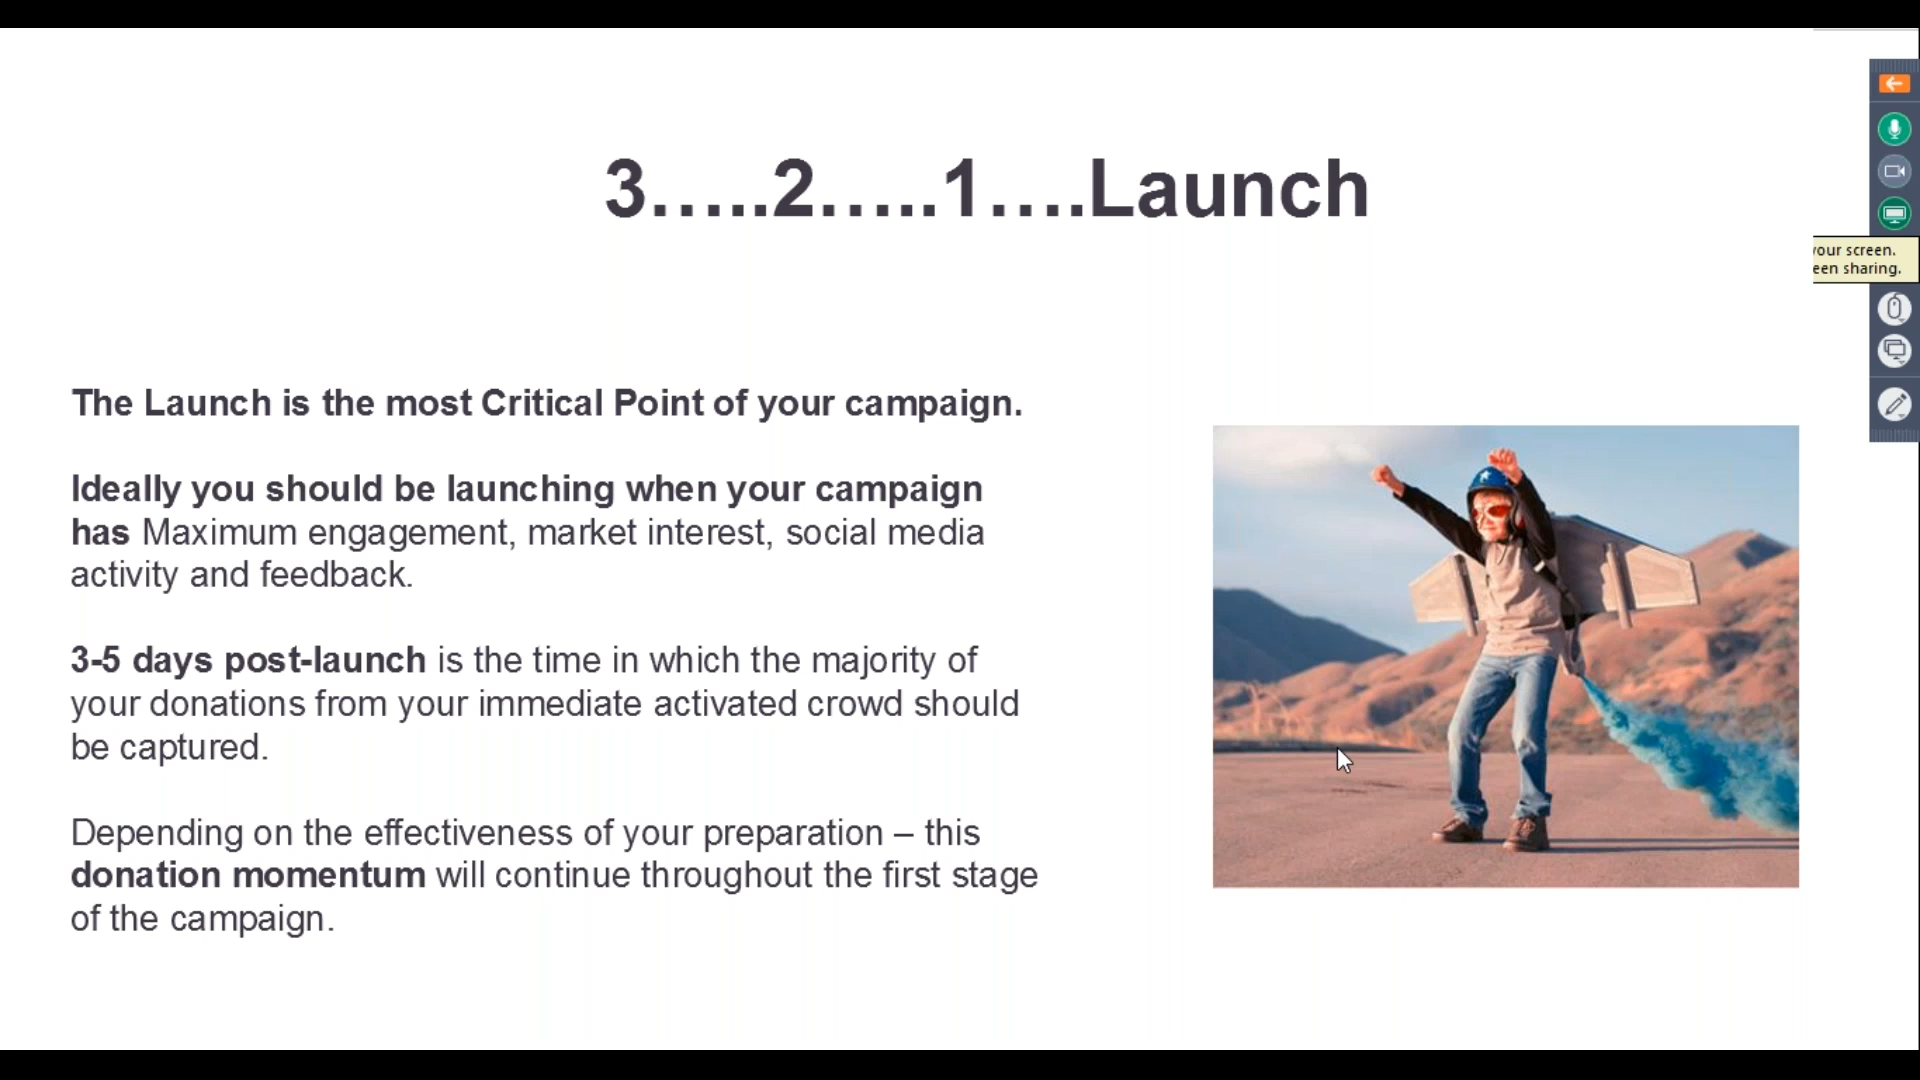 3.....2.....1....Launch
The Launch is the most Critical Point of your campaign.
Ideally you should be launching when your campaign
has Maximum engagement, market interest, social media
activity and feedback.
3-5 days post-launch is the time in which the majority of
your donations from your immediate activated crowd should
be captured.
Depending on the effectiveness of your preparation – this
donation momentum will continue throughout the first stage
of the campaign.
your screen.
een sharing.